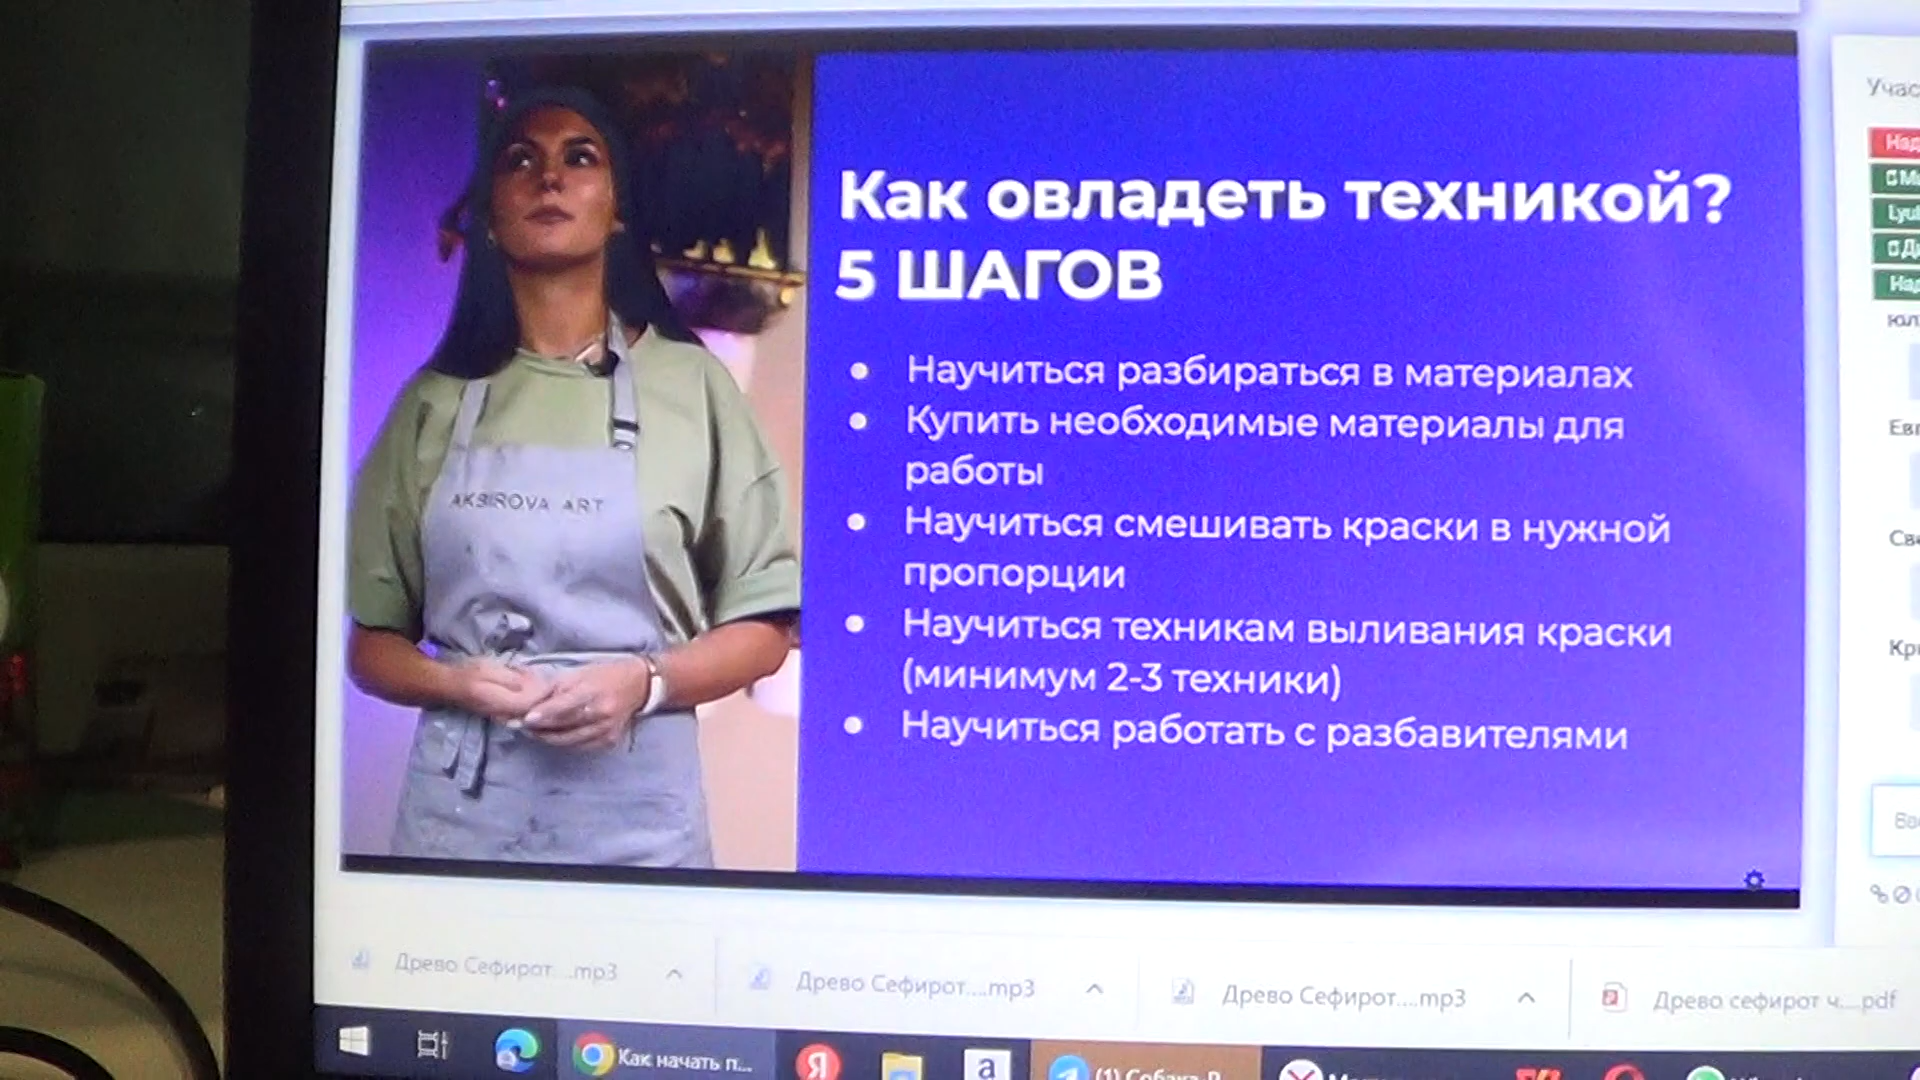 Как овладеть техникой?
5 ШАГОВ
Научиться разбираться в материалах
Купить необходимые материалы для
работы
Научиться смешивать краски в нужной
пропорции
Научиться техникам выливания краски
(минимум 2-3 техники)
Научиться работать с разбавителями
AKSIROVA ART
Древо Сефирот....mp3
Древо Сефирот....mp3
Древо Сефирот....mp3
Древо сефирот ч....pdf
Как начать п...
Я
a
(1) Собака